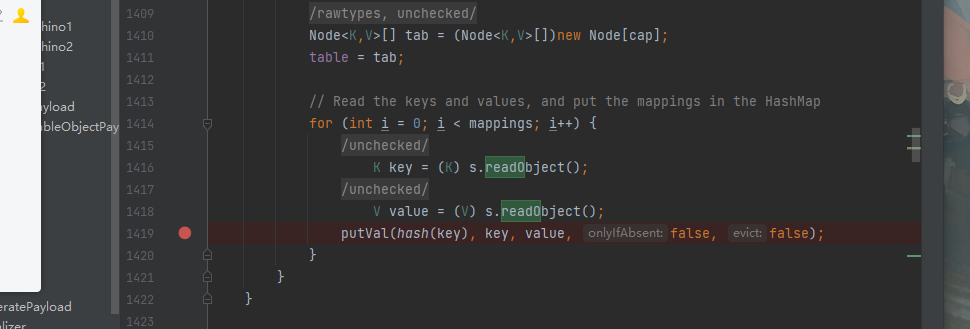 1409 /rawtypes, unchecked/
hino1 1410 Node<K,V>[] tab = (Node<K,V>[])new Node[cap];
hino2 1411 table = tab;
1 1412
2 1413 // Read the keys and values, and put the mappings in the HashMap
ayload 1414 for (int i = 0; i < mappings; i++) {
ableObjectPay 1415 /unchecked/
1416 K key = (K) s.readObject();
1417 /unchecked/
1418 V value = (V) s.readObject();
1419 putVal(hash(key), key, value, onlyIfAbsent: false, evict: false);
1420 }
1421 }
eratePayload 1422 }
alizer 1423